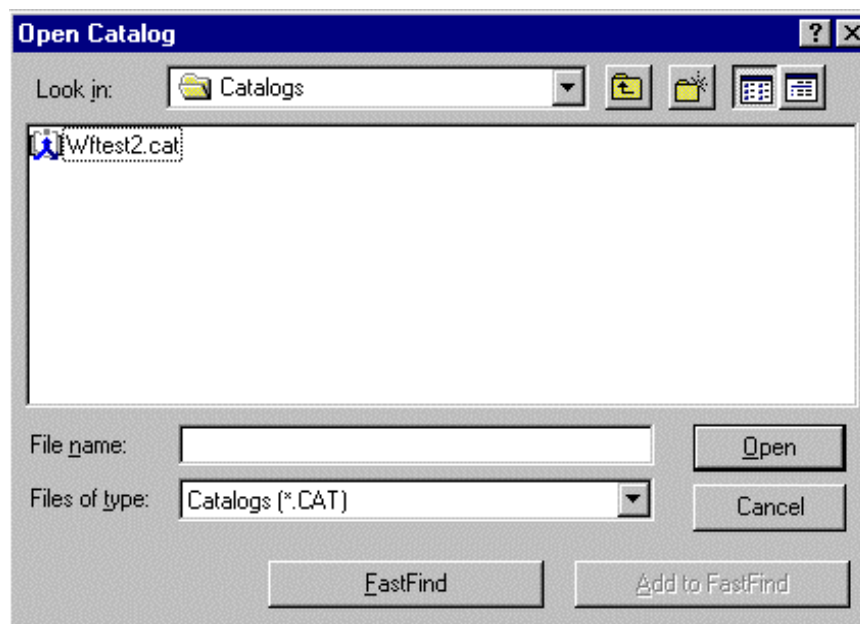 Open Catalog
Look in: Catalogs
Wftest2.cat
File name:
Open
Files of type: Catalogs (*.CAT)
Cancel
FastFind Add to FastFind